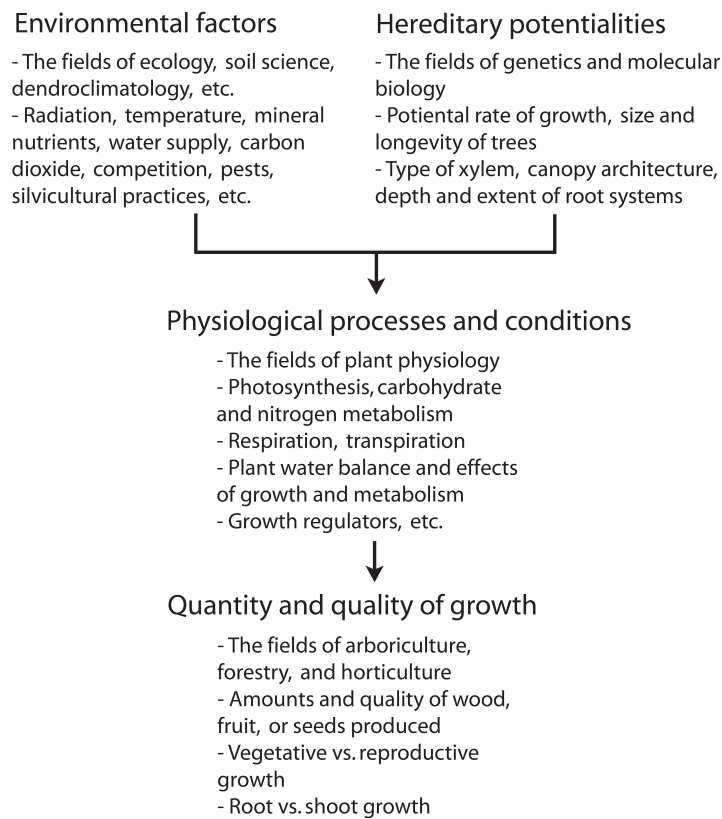 Environmental factors
- The fields of ecology, soil science,
dendroclimatology, etc.
- Radiation, temperature, mineral
nutrients, water supply, carbon
dioxide, competition, pests,
silvicultural practices, etc.
Hereditary potentialities
- The fields of genetics and molecular
biology
- Potiental rate of growth, size and
longevity of trees
- Type of xylem, canopy architecture,
depth and extent of root systems
Physiological processes and conditions
- The fields of plant physiology
- Photosynthesis, carbohydrate
and nitrogen metabolism
- Respiration, transpiration
- Plant water balance and effects
of growth and metabolism
- Growth regulators, etc.
Quantity and quality of growth
- The fields of arboriculture,
forestry, and horticulture
- Amounts and quality of wood,
fruit, or seeds produced
- Vegetative vs. reproductive
growth
- Root vs. shoot growth